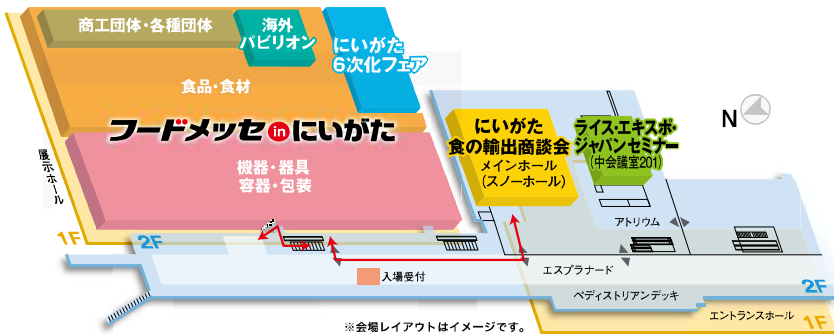 商工団体・各種団体
海外
パビリオン
にいがた
6次化フェア
食品・食材
フードメッセinにいがた
機器・器具
容器・包装
展示ホール
にいがた
食の輸出商談会
メインホール
(スノーホール)
ライス・エキスポ・
ジャパンセミナー
(中会議室201)
N
アトリウム
1F
2F
入場受付
エスプラナード
2F
ペディストリアンデッキ
エントランスホール
1F
※会場レイアウトはイメージです。